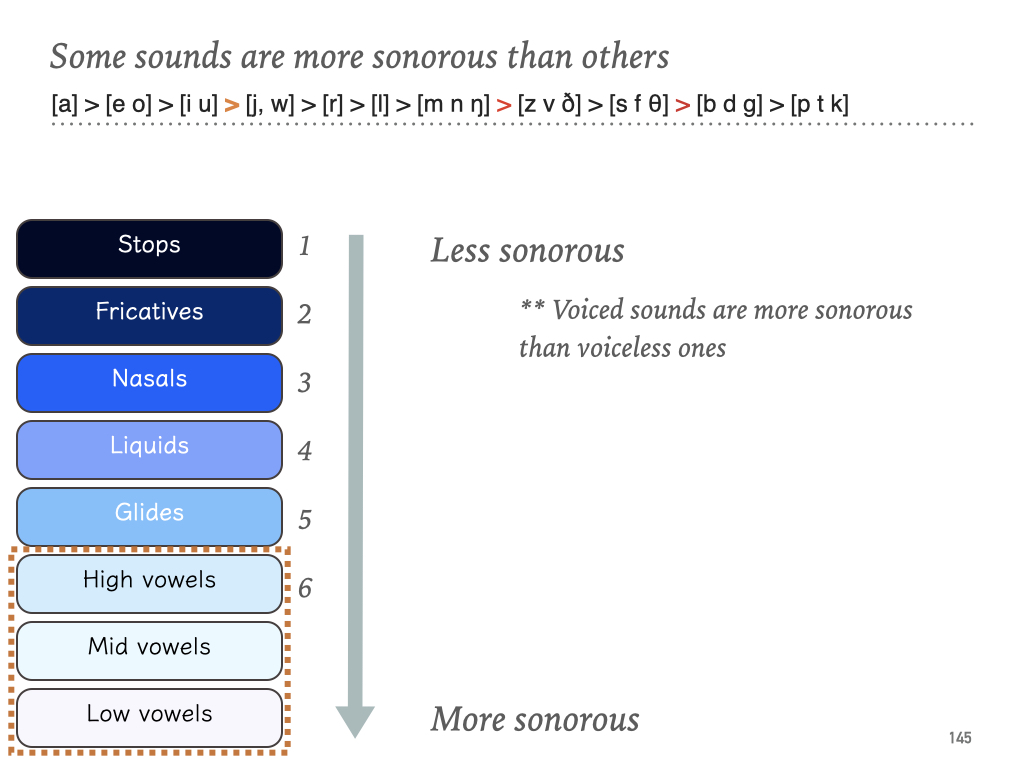 Some sounds are more sonorous than others
[a] > [e o] > [i u] > [j, w] > [r] > [l] > [m n ŋ] > [z v ð] > [s f θ] > [b d g] > [p t k]
Stops 1
Less sonorous
Fricatives 2
** Voiced sounds are more sonorous
than voiceless ones
Nasals 3
Liquids 4
Glides 5
High vowels 6
Mid vowels
Low vowels
More sonorous
145